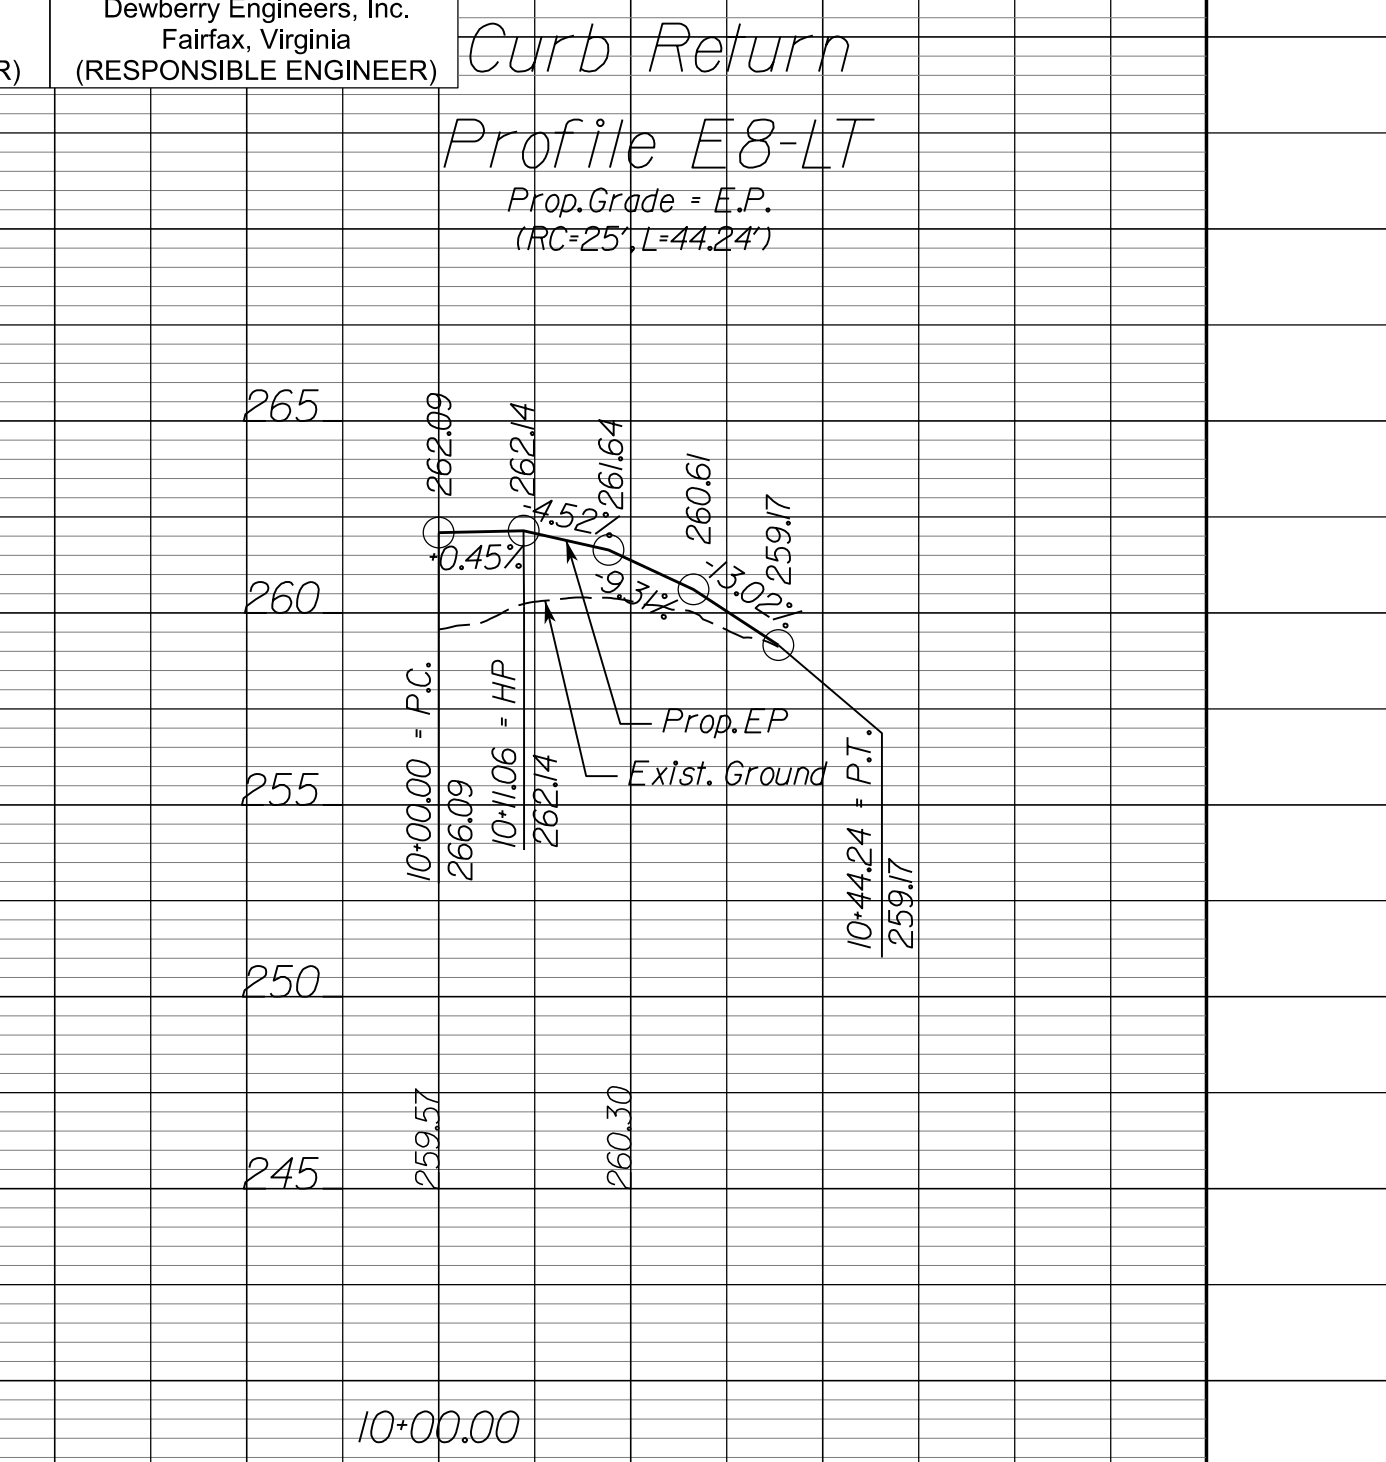 Dewberry Engineers, Inc.
Fairfax, Virginia
R)
(RESPONSIBLE ENGINEER)
Curb Return
Profile E8-LT
Prop. Grade = E.P.
(RC=25', L=44.24')
265
262.09
262.14
261.64
260.61
259.17
+0.45%
-4.52%
-9.31%
-13.02%
260
Prop. EP
Exist. Ground
10+00.00 = P.C.
266.09
10+11.06 = HP
262.14
10+44.24 = P.T.
259.17
255
250
259.57
260.30
245
10+00.00